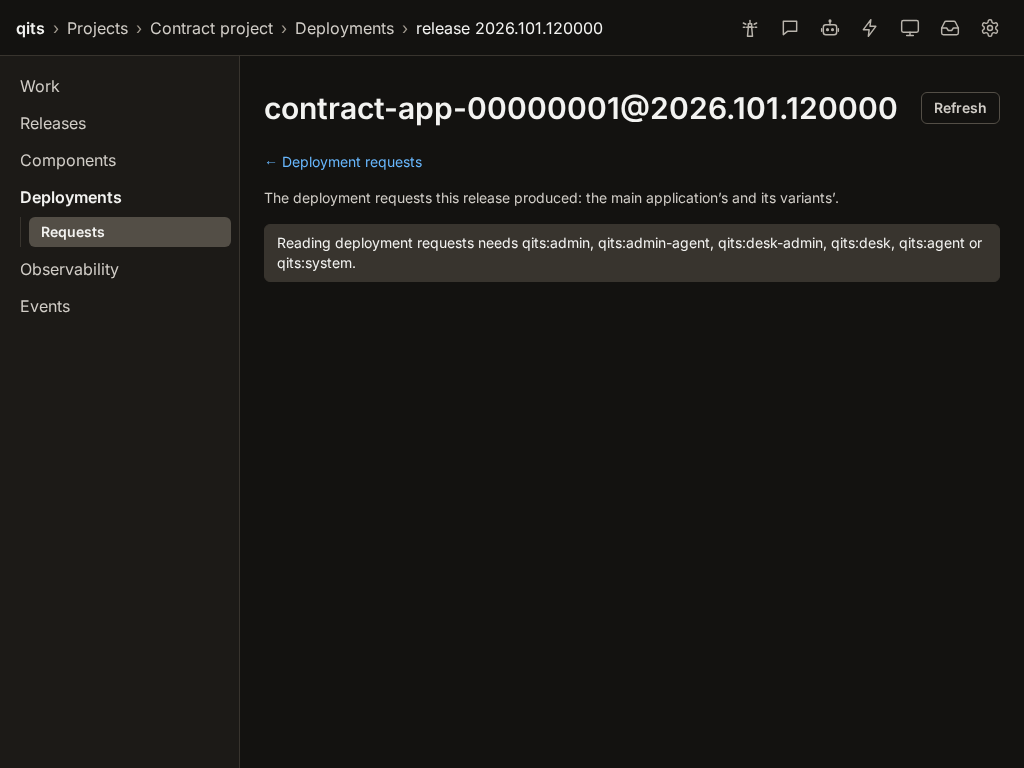 qits › Projects › Contract project › Deployments › release 2026.101.120000
Work
Releases
Components
Deployments
Requests
Observability
Events
contract-app-00000001@2026.101.120000
Refresh
← Deployment requests
The deployment requests this release produced: the main application’s and its variants’.
Reading deployment requests needs qits:admin, qits:admin-agent, qits:desk-admin, qits:desk, qits:agent or
qits:system.